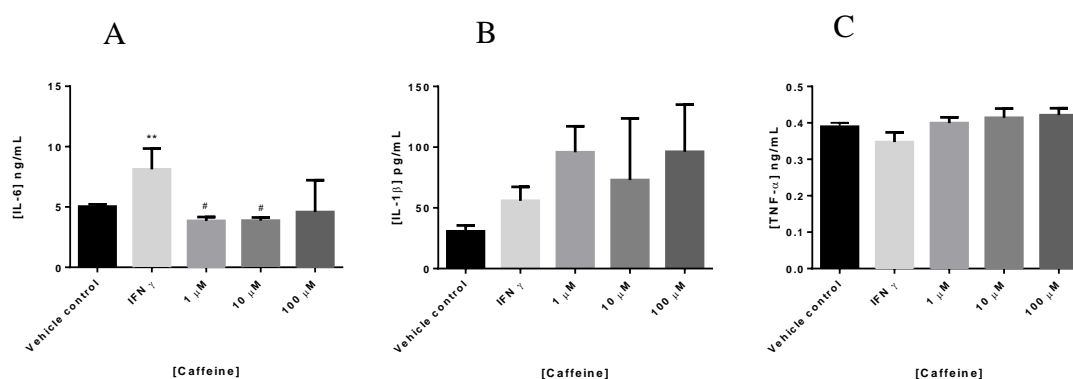 A
[IL-6] ng/mL
15
10
5
0
**
#
#
Vehicle control
IFN γ
1 μM
10 μM
100 μM
[Caffeine]
B
[IL-1β] pg/mL
150
100
50
0
Vehicle control
IFN γ
1 μM
10 μM
100 μM
[Caffeine]
C
[TNF-α] ng/mL
0.5
0.4
0.3
0.2
0.1
0.0
Vehicle control
IFN γ
1 μM
10 μM
100 μM
[Caffeine]